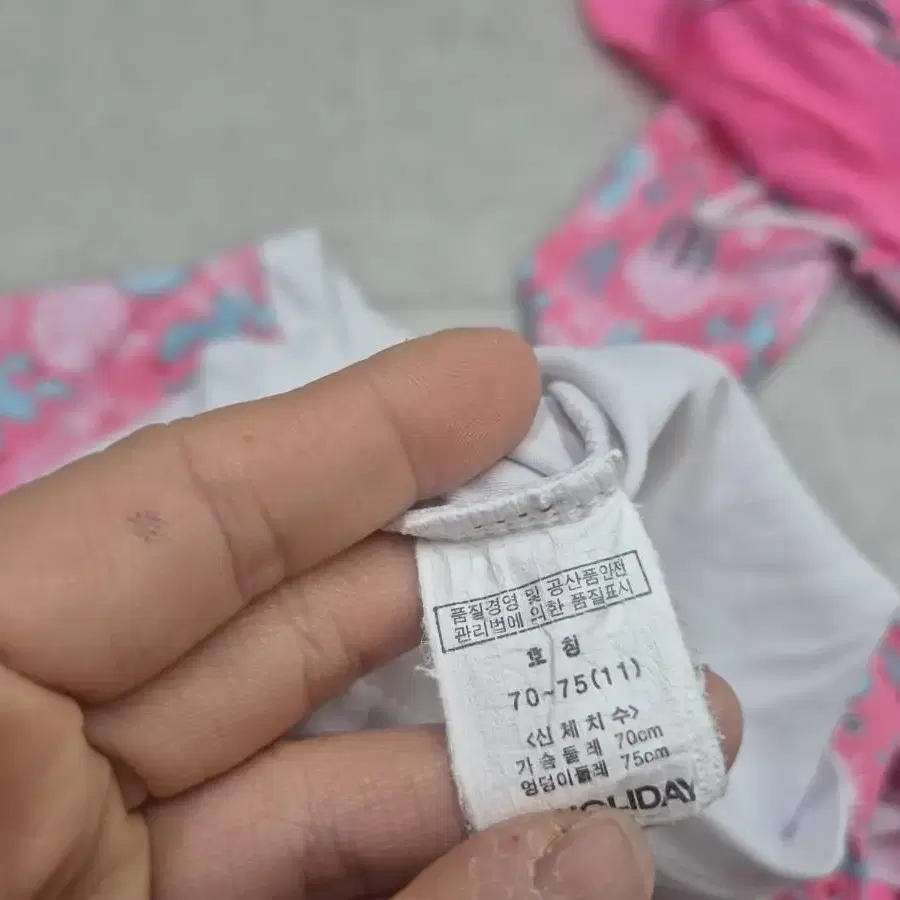 품질경영 및 공산품안전
관리법에 의한 품질표시
호 칭
70~75(11)
<신체치수>
가슴둘레 70cm
엉덩이둘레 75cm